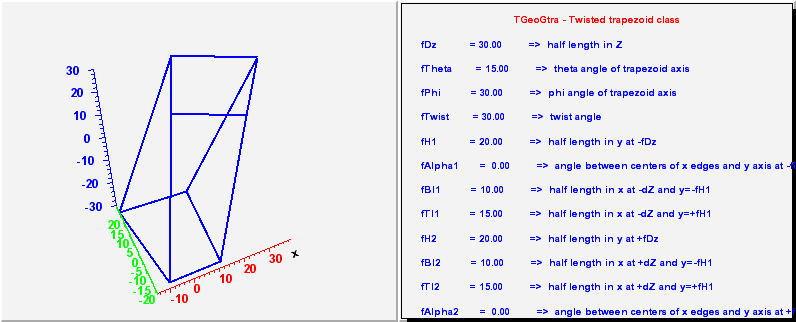 30
20
10
0
-10
-20
-30
20
15
10
5
0
-5
-10
-15
-20
-10
0
10
20
30
x
TGeoGtra - Twisted trapezoid class
fDz = 30.00 => half length in Z
fTheta = 15.00 => theta angle of trapezoid axis
fPhi = 30.00 => phi angle of trapezoid axis
fTwist = 30.00 => twist angle
fH1 = 20.00 => half length in y at -fDz
fAlpha1 = 0.00 => angle between centers of x edges and y axis at -f
fBl1 = 10.00 => half length in x at -dZ and y=-fH1
fTl1 = 15.00 => half length in x at -dZ and y=+fH1
fH2 = 20.00 => half length in y at +fDz
fBl2 = 10.00 => half length in x at +dZ and y=-fH1
fTl2 = 15.00 => half length in x at +dZ and y=+fH1
fAlpha2 = 0.00 => angle between centers of x edges and y axis at +